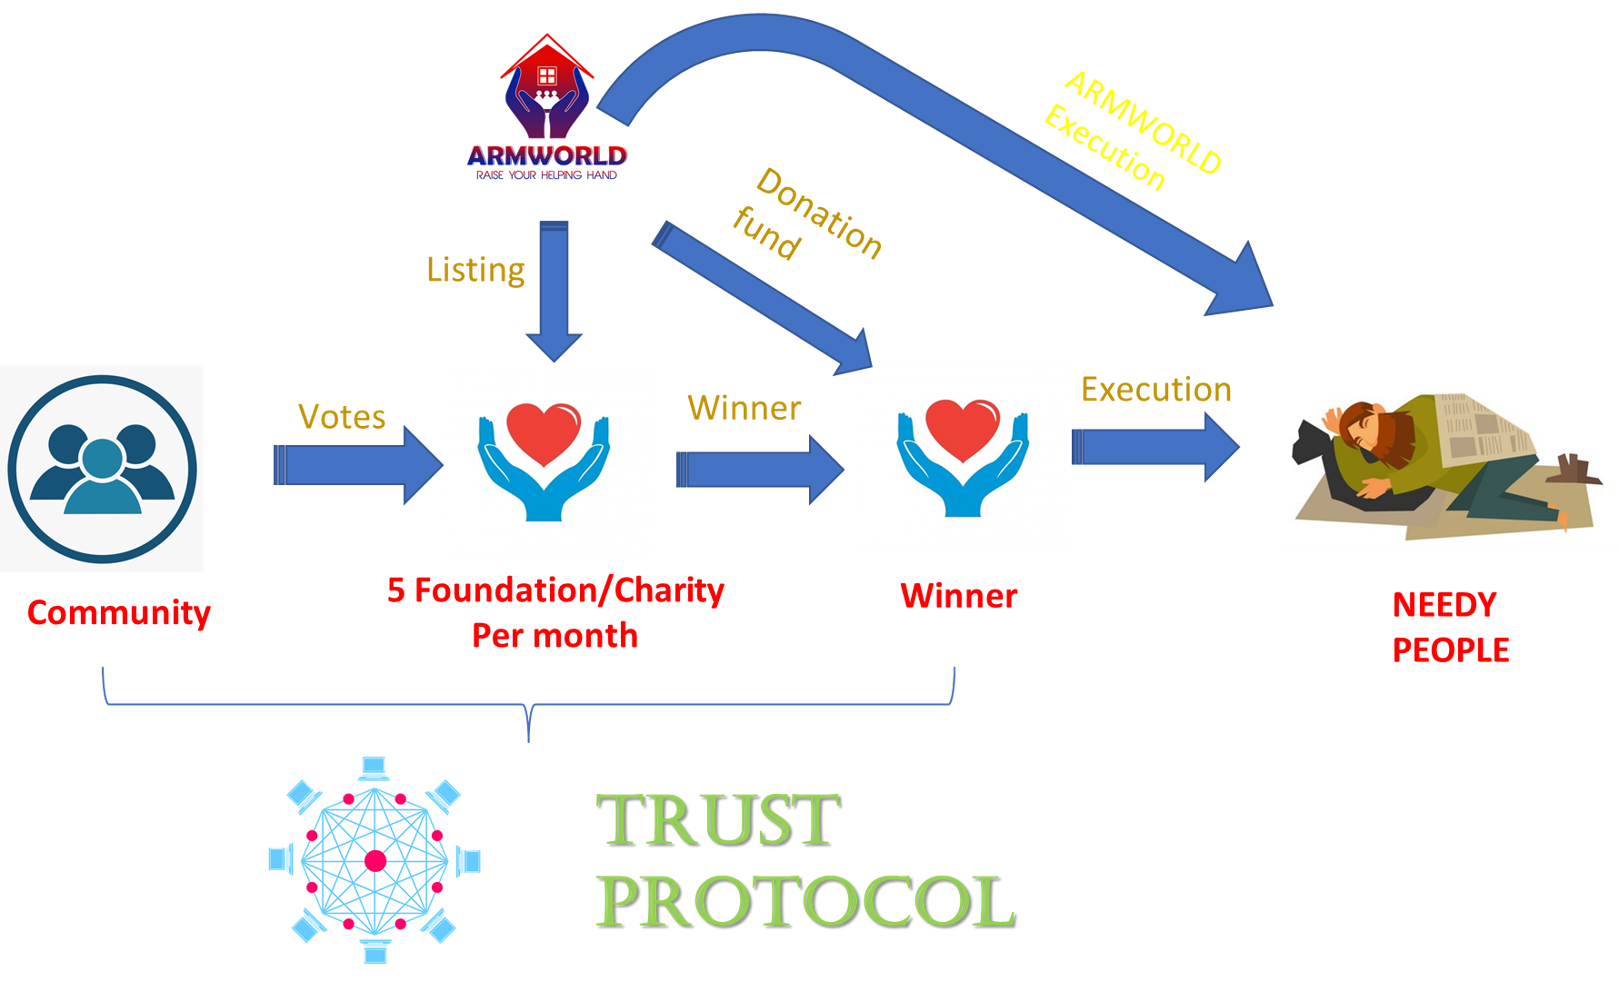 ARMWORLD
RAISE YOUR HELPING HAND
ARMWORLD
Execution
Donation
fund
Listing
Votes
Winner
Execution
Community
5 Foundation/Charity
Per month
Winner
NEEDY
PEOPLE
TRUST
PROTOCOL